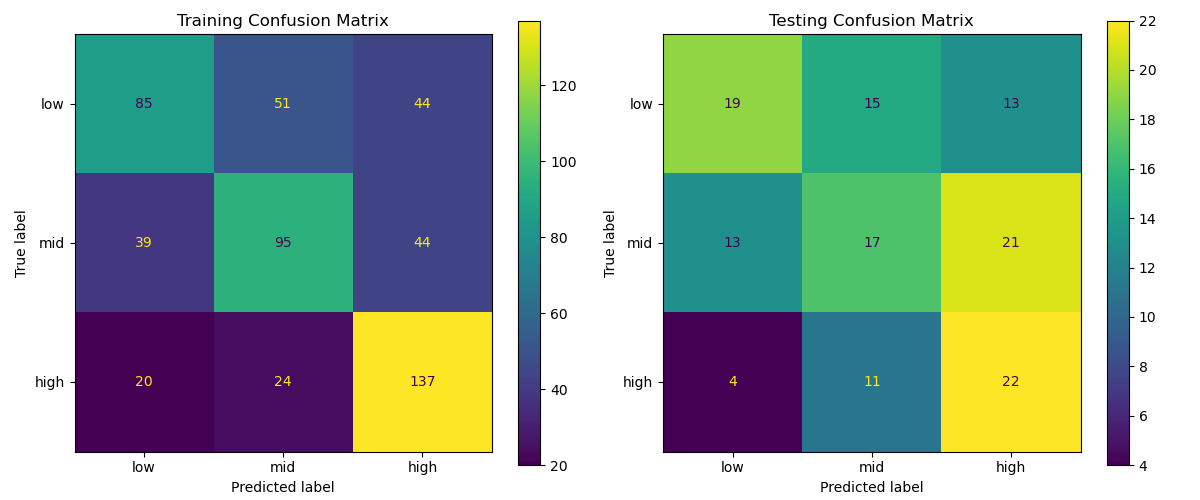 Training Confusion Matrix
True label
low
mid
high
85 51 44
39 95 44
20 24 137
low mid high
Predicted label
120
100
80
60
40
20
Testing Confusion Matrix
True label
low
mid
high
19 15 13
13 17 21
4 11 22
low mid high
Predicted label
22
20
18
16
14
12
10
8
6
4